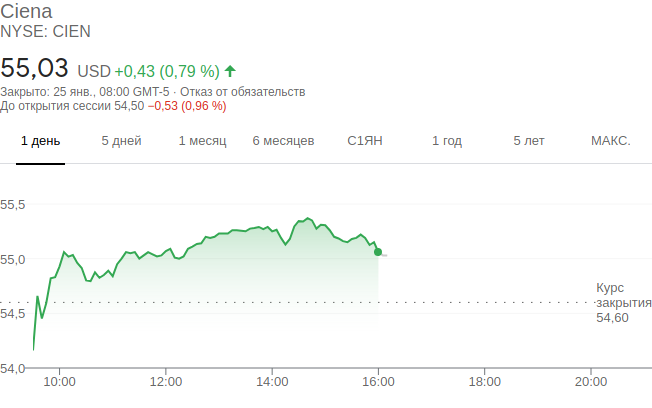 Ciena
NYSE: CIEN
55,03 USD +0,43 (0,79 %)
Закрыто: 25 янв., 08:00 GMT-5 · Отказ от обязательств
До открытия сессии 54,50 −0,53 (0,96 %)
1 день 5 дней 1 месяц 6 месяцев С1ЯН 1 год 5 лет МАКС.
55,5
55,0
Курс
закрытия
54,60
54,5
54,0
10:00 12:00 14:00 16:00 18:00 20:00